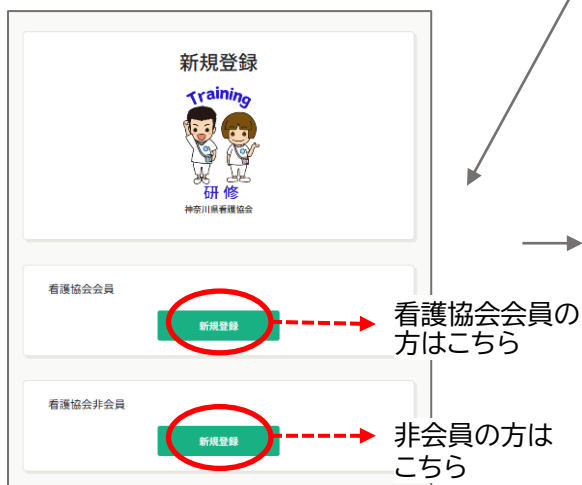 新規登録
Training
研修
神奈川県看護協会
看護協会会員
新規登録
看護協会会員の
方はこちら
看護協会非会員
新規登録
非会員の方は
こちら